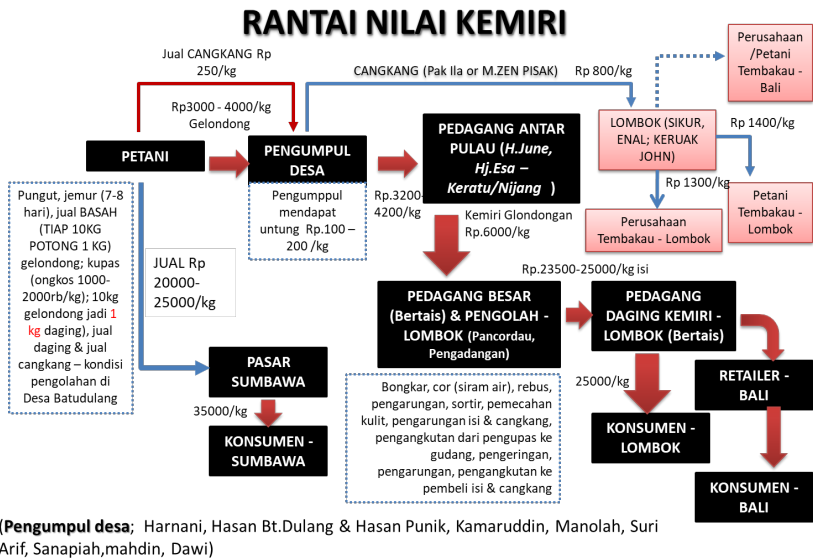 RANTAI NILAI KEMIRI
Jual CANGKANG Rp
250/kg
CANGKANG (Pak Ila or M.ZEN PISAK)
Rp 800/kg
Perusahaan
/Petani
Tembakau -
Bali
Rp3000 - 4000/kg
Gelondong
LOMBOK (SIKUR,
ENAL; KERUAK
JOHN)
Rp 1400/kg
PETANI
PENGUMPUL
DESA
PEDAGANG ANTAR
PULAU (H.June,
Hj.Esa –
Keratu/Nijang )
Rp 1300/kg
Petani
Tembakau -
Lombok
Perusahaan
Tembakau - Lombok
Pungut, jemur (7-8
hari), jual BASAH
(TIAP 10KG
POTONG 1 KG)
gelondong; kupas
(ongkos 1000-
2000rb/kg); 10kg
gelondong jadi 1
kg daging), jual
daging & jual
cangkang – kondisi
pengolahan di
Desa Batudulang
Pengumppul
mendapat
untung Rp.100 –
200 /kg
Rp.3200-
4200/kg
Kemiri Glondongan
Rp.6000/kg
JUAL Rp
20000-
25000/kg
Rp.23500-25000/kg isi
PEDAGANG BESAR
(Bertais) & PENGOLAH -
LOMBOK (Pancordau,
Pengadangan)
PEDAGANG
DAGING KEMIRI -
LOMBOK (Bertais)
PASAR
SUMBAWA
35000/kg
KONSUMEN -
SUMBAWA
Bongkar, cor (siram air), rebus,
pengarungan, sortir, pemecahan
kulit, pengarungan isi & cangkang,
pengangkutan dari pengupas ke
gudang, pengeringan,
pengarungan, pengangkutan ke
pembeli isi & cangkang
25000/kg
KONSUMEN -
LOMBOK
RETAILER -
BALI
KONSUMEN -
BALI
(Pengumpul desa; Harnani, Hasan Bt.Dulang & Hasan Punik, Kamaruddin, Manolah, Suri
Arif, Sanapiah,mahdin, Dawi)